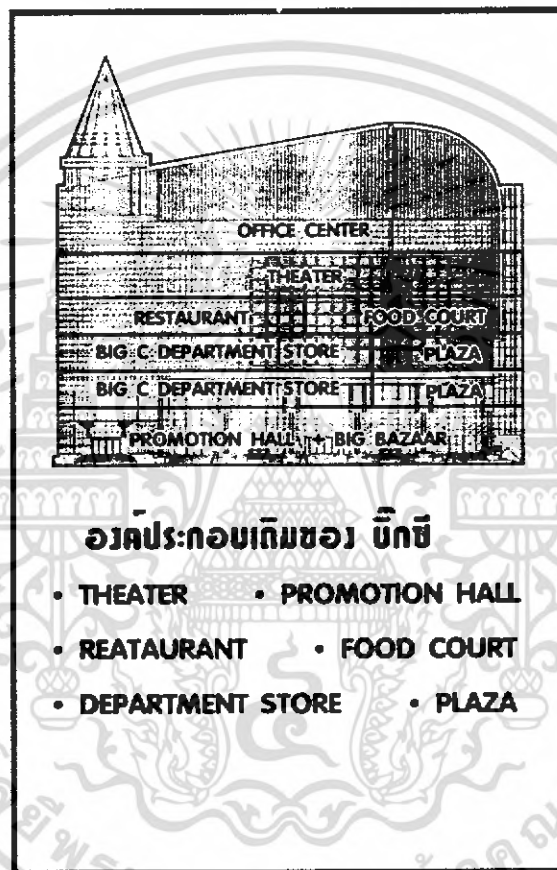 OFFICE CENTER
THEATER
RESTAURANT FOOD COURT
BIG C DEPARTMENT STORE PLAZA
BIG C DEPARTMENT STORE PLAZA
PROMOTION HALL + BIG BAZAAR
องค์ประกอบเดิมของ บิ๊กซี
• THEATER • PROMOTION HALL
• REATAURANT • FOOD COURT
• DEPARTMENT STORE • PLAZA